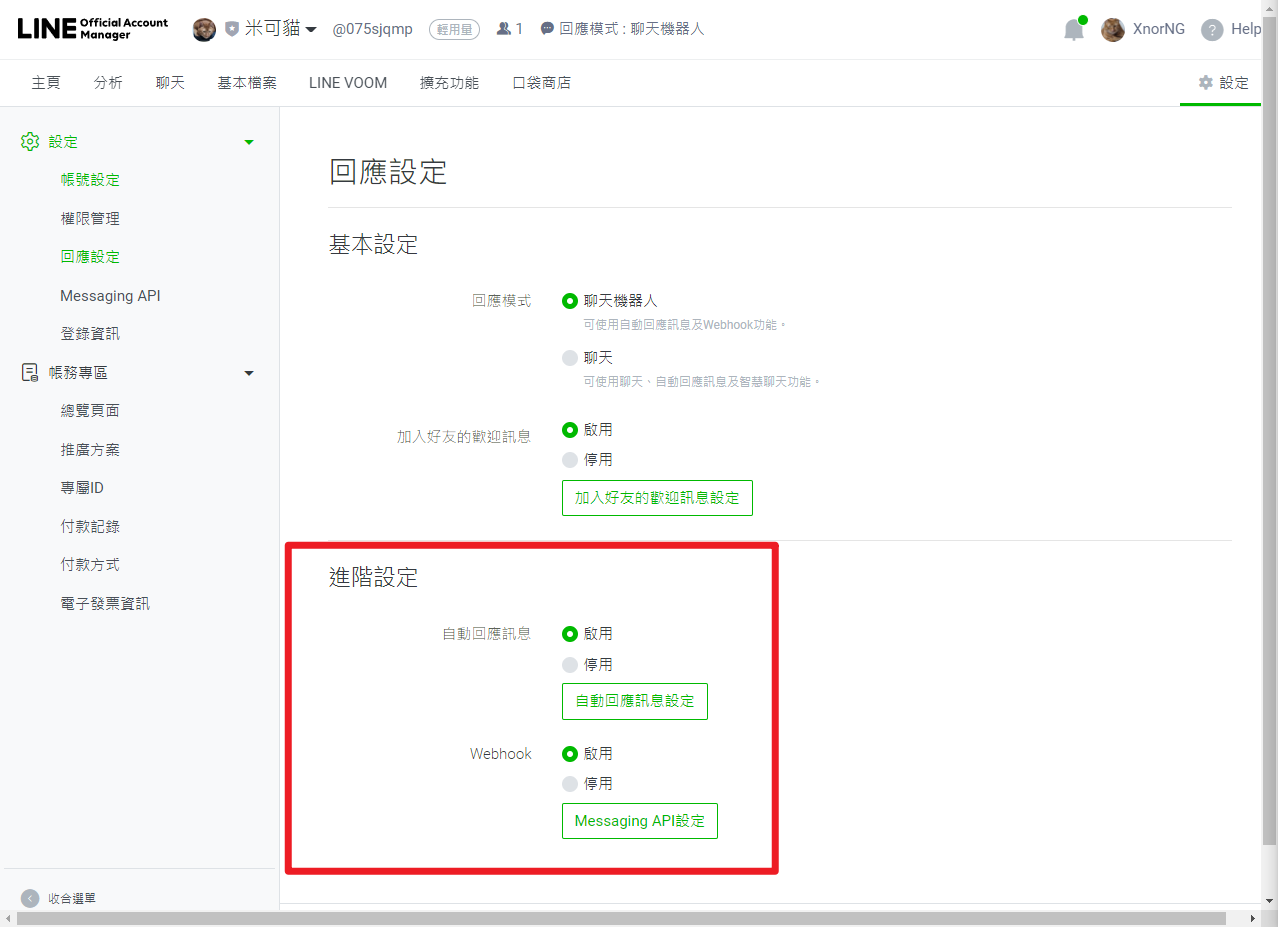 LINE Official Account Manager 米可貓 @075sjqmp 輕用量 1 回應模式 : 聊天機器人 XnorNG ? Help
主頁 分析 聊天 基本檔案 LINE VOOM 擴充功能 口袋商店 設定
設定
帳號設定
權限管理
回應設定
Messaging API
登錄資訊
帳務專區
總覽頁面
推廣方案
專屬ID
付款記錄
付款方式
電子發票資訊
收合選單
回應設定
基本設定
回應模式 聊天機器人
可使用自動回應訊息及Webhook功能。
聊天
可使用聊天、自動回應訊息及智慧聊天功能。
加入好友的歡迎訊息 啟用
停用
加入好友的歡迎訊息設定
進階設定
自動回應訊息 啟用
停用
自動回應訊息設定
Webhook 啟用
停用
Messaging API設定